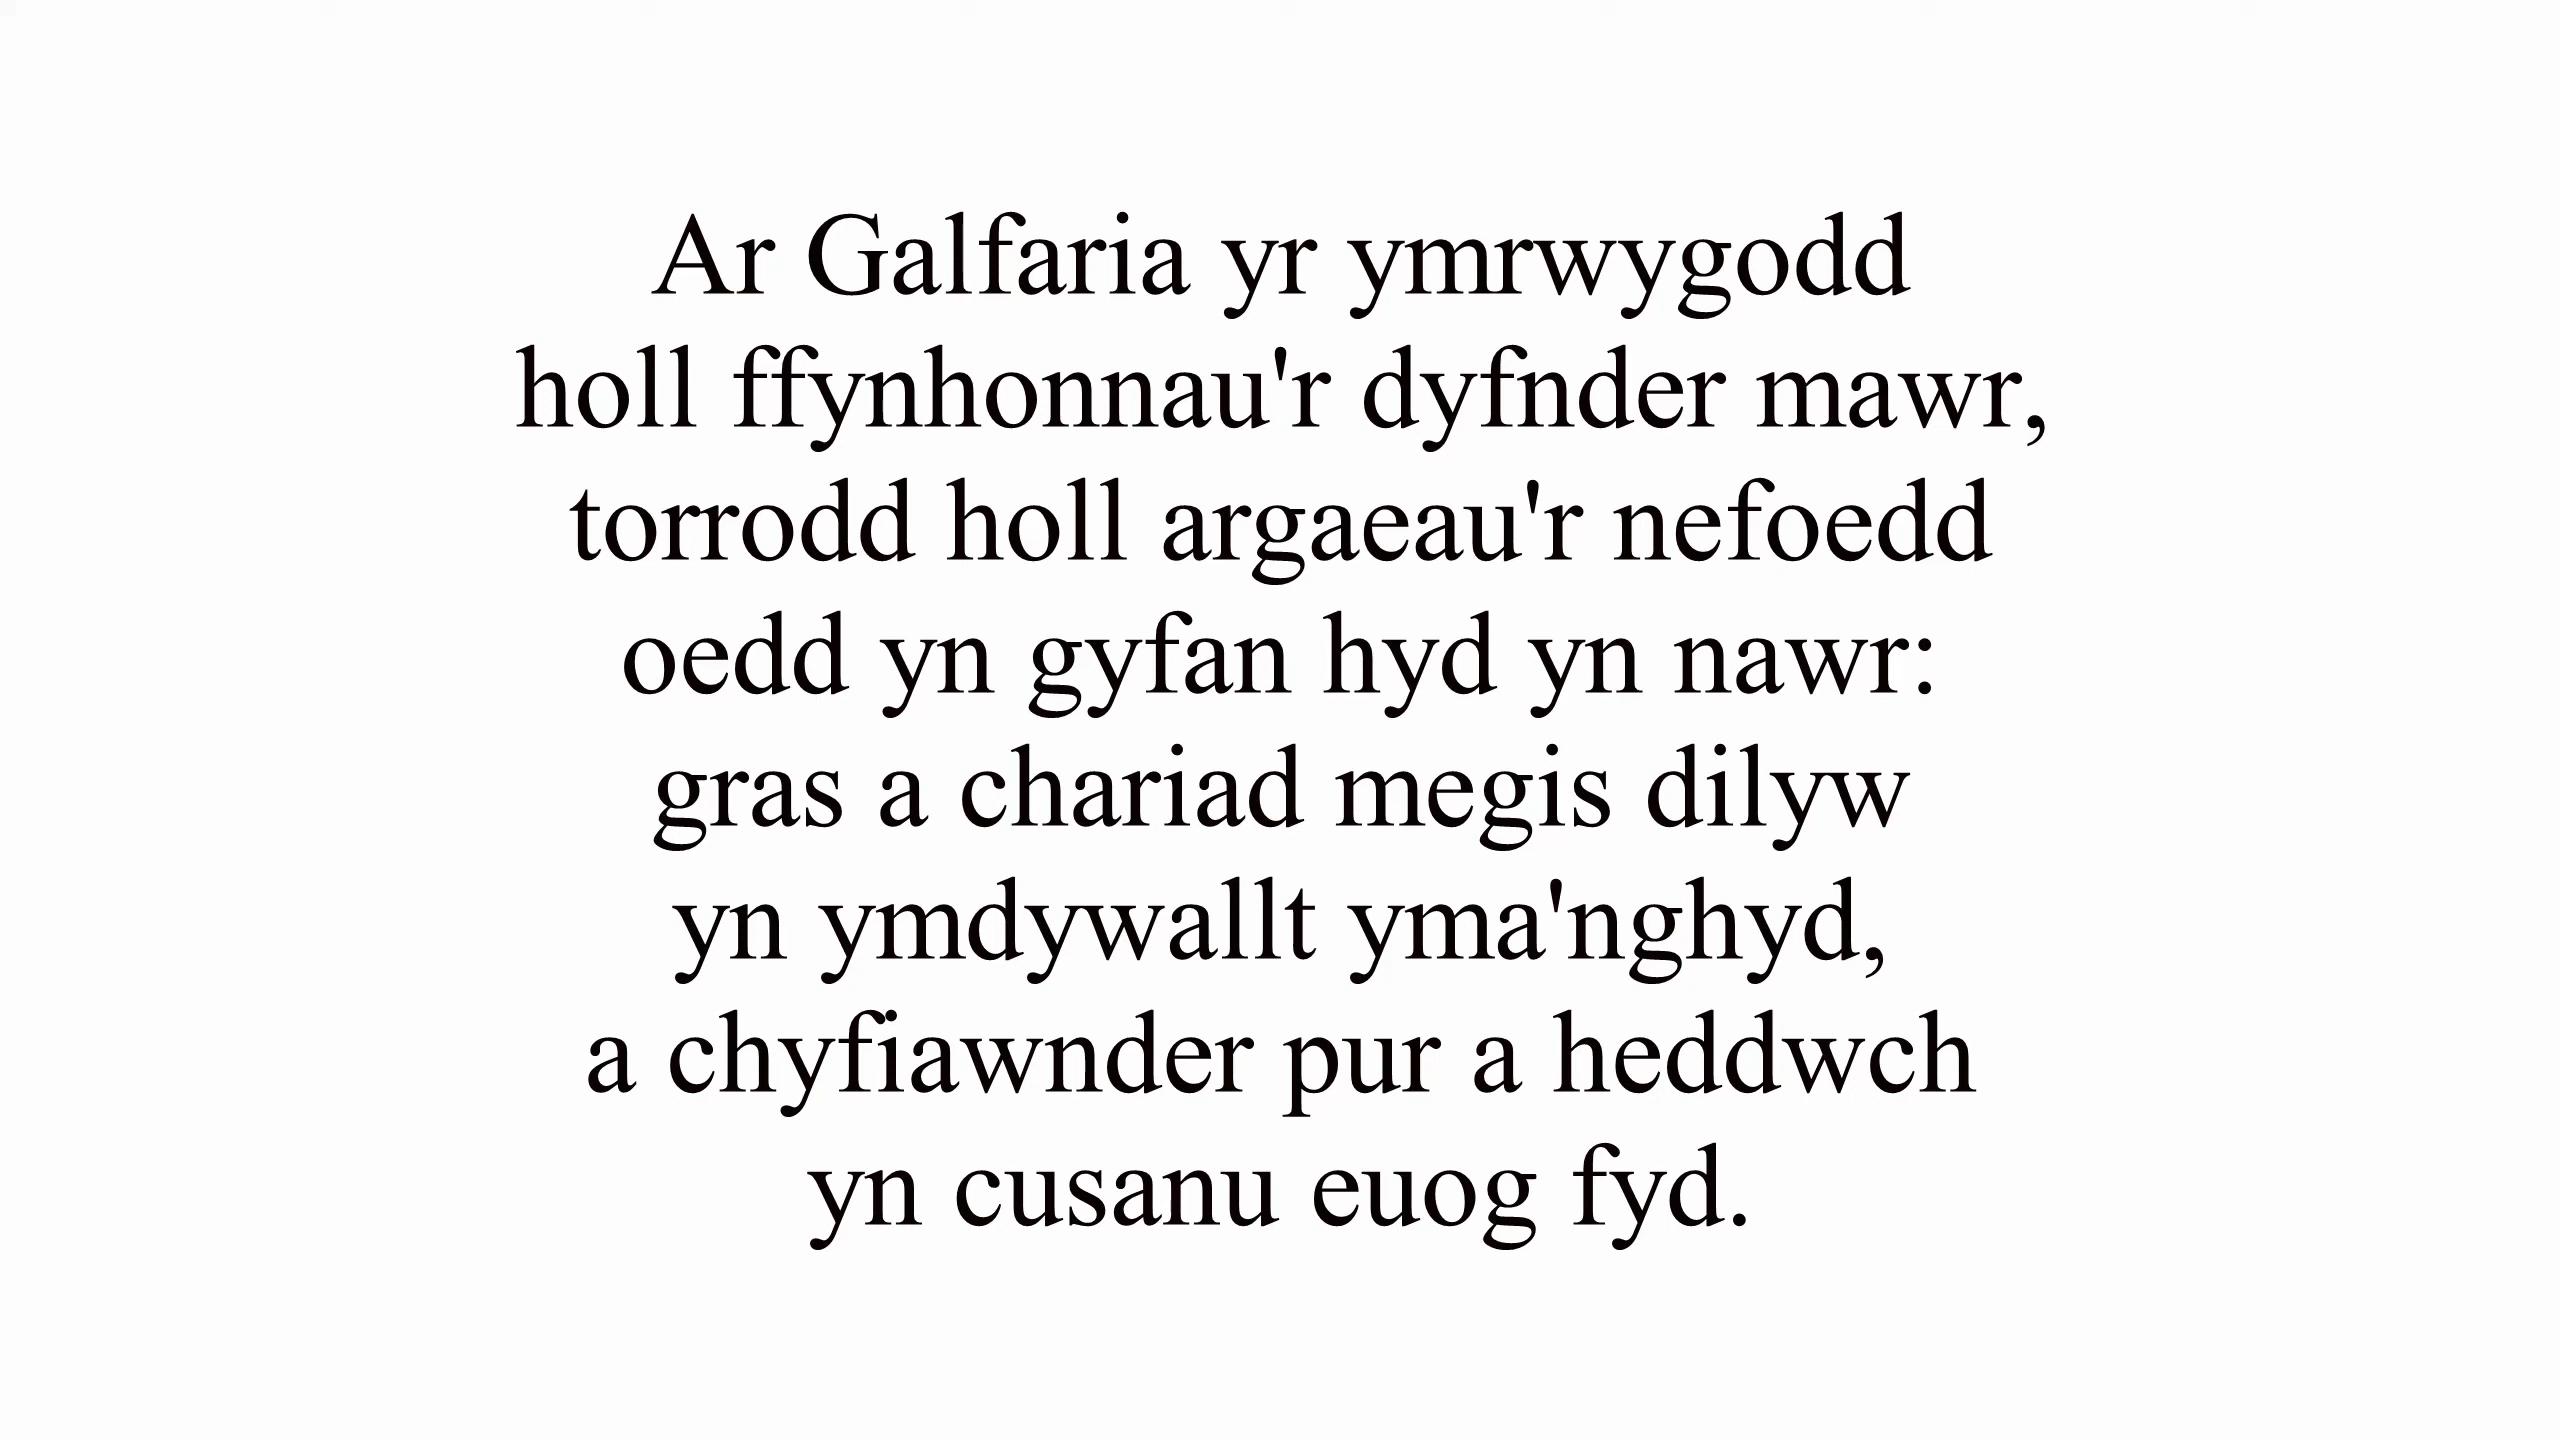 Ar Galfaria yr ymrwygodd
holl ffynhonnau'r dyfnder mawr,
torrodd holl argaeau'r nefoedd
oedd yn gyfan hyd yn nawr:
gras a chariad megis dilyw
yn ymdywallt yma'nghyd,
a chyfiawnder pur a heddwch
yn cusanu euog fyd.